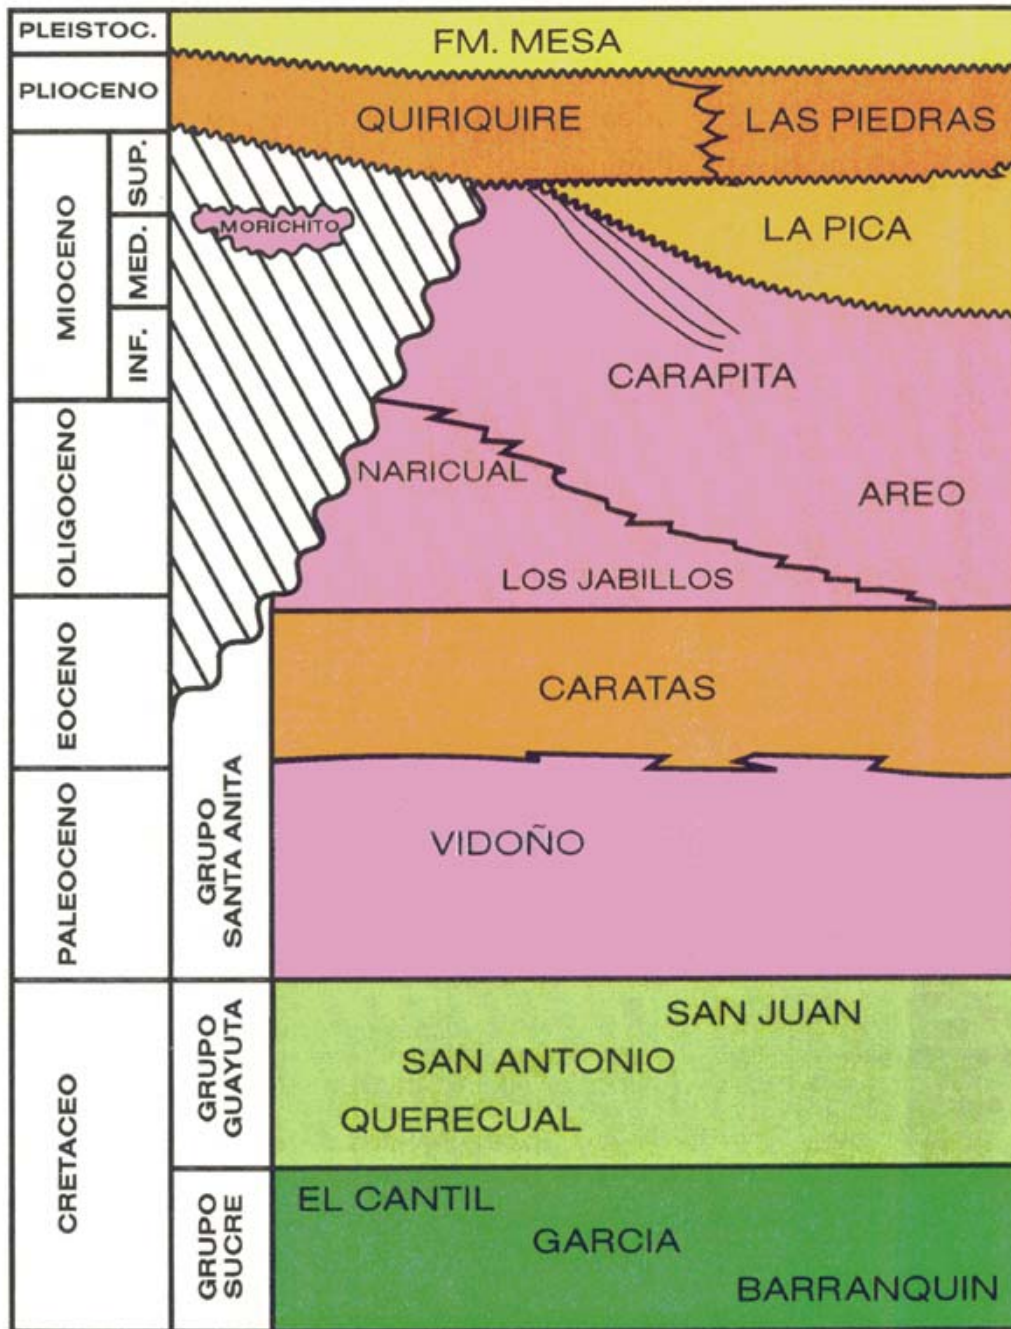 PLEISTOC.
FM. MESA
PLIOCENO
QUIRIQUIRE
LAS PIEDRAS
MIOCENO
SUP.
MED.
INF.
MORICHITO
LA PICA
CARAPITA
OLIGOCENO
NARICUAL
AREO
LOS JABILLOS
EOCENO
CARATAS
PALEOCENO
GRUPO
SANTA ANITA
VIDOÑO
CRETACEO
GRUPO
GUAYUTA
SAN JUAN
SAN ANTONIO
QUERECUAL
GRUPO
SUCRE
EL CANTIL
GARCIA
BARRANQUIN